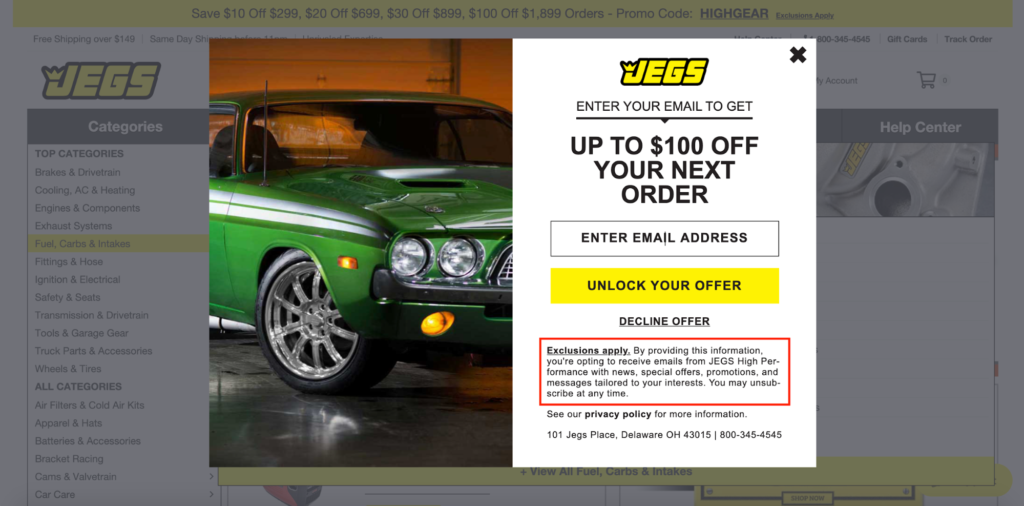 Save $10 Off $299, $20 Off $699, $30 Off $899, $100 Off $1,899 Orders - Promo Code: HIGHGEAR Exclusions Apply
Free Shipping over $149 | Same Day Shipping
Help Center 800-345-4545 | Gift Cards | Track Order
JEGS
My Account 0
Categories
Help Center
TOP CATEGORIES
Brakes & Drivetrain
Cooling, AC & Heating
Engines & Components
Exhaust Systems
Fuel, Carbs & Intakes
Fittings & Hose
Ignition & Electrical
Safety & Seats
Transmission & Drivetrain
Tools & Garage Gear
Truck Parts & Accessories
Wheels & Tires
ALL CATEGORIES
Air Filters & Cold Air Kits
Apparel & Hats
Batteries & Accessories
Bracket Racing
Cams & Valvetrain
Car Care
JEGS
ENTER YOUR EMAIL TO GET
UP TO $100 OFF
YOUR NEXT
ORDER
ENTER EMAIL ADDRESS
UNLOCK YOUR OFFER
DECLINE OFFER
Exclusions apply. By providing this information,
you're opting to receive emails from JEGS High Per-
formance with news, special offers, promotions, and
messages tailored to your interests. You may unsub-
scribe at any time.
See our privacy policy for more information.
101 Jegs Place, Delaware OH 43015 | 800-345-4545
JEGS
+ View All Fuel, Carbs & Intakes
SHOP NOW